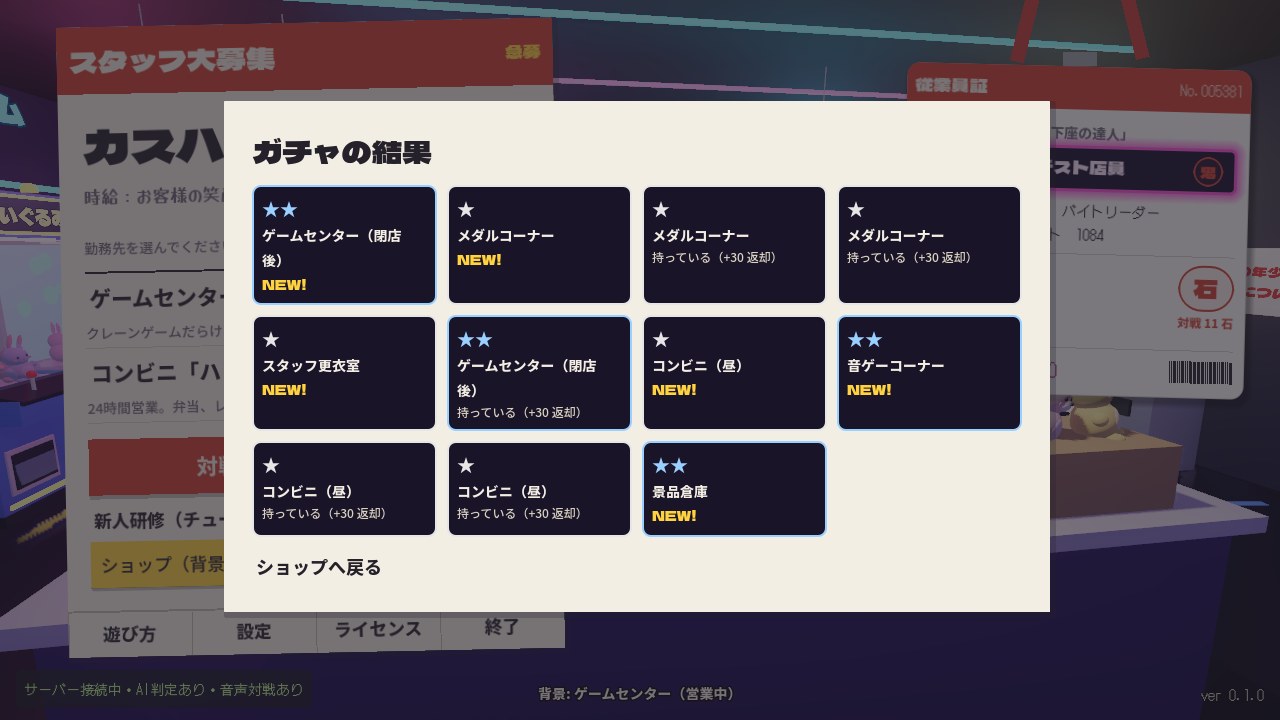 スタッフ大募集
急募
カスハ
時給：お客様の笑
勤務先を選んでくださ
ゲームセンタ
クレーンゲームだらけ
コンビニ「ハ
24時間営業。弁当、レ
対戦
新人研修（チュー
ショップ（背景
遊び方
設定
ライセンス
終了
サーバー接続中・AI判定あり・音声対戦あり
いぐるみ
ガチャの結果
★★
ゲームセンター（閉店
後）
NEW!
★
メダルコーナー
NEW!
★
メダルコーナー
持っている（+30 返却）
★
メダルコーナー
持っている（+30 返却）
★
スタッフ更衣室
NEW!
★★
ゲームセンター（閉店
後）
持っている（+30 返却）
★
コンビニ（昼）
NEW!
★★
音ゲーコーナー
NEW!
★
コンビニ（昼）
持っている（+30 返却）
★
コンビニ（昼）
持っている（+30 返却）
★★
景品倉庫
NEW!
ショップへ戻る
従業員証
No. 005381
下座の達人」
テスト店員
バイトリーダー
ト 1084
石
対戦 11 石
背景: ゲームセンター（営業中）
ver 0.1.0